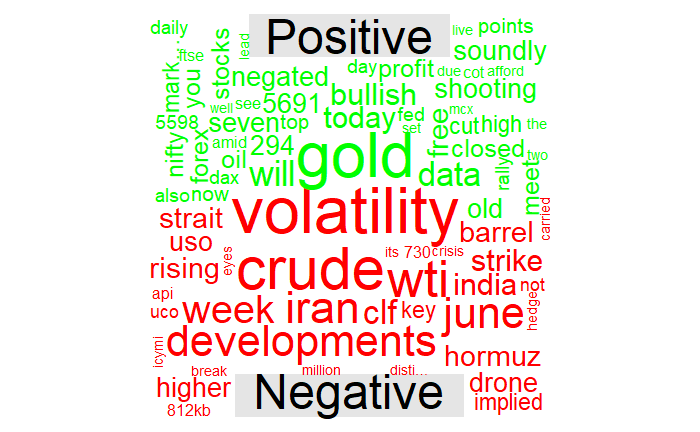 daily
lead
Positive
live
points
ftse
stocks
soundly
mark...
you
negated
day
profit
due
cot
afford
well
see
5691
bullish
shooting
5598
seven
top
today
fed
set
free
mcx
cut
high
the
nifty
forex
amid
294
gold
closed
two
oil
dax
will
data
rally
meet
also
now
old
carried
strait
volatility
barrel
uso
eyes
crude
its
730
crisis
strike
rising
wti
india
not
api
uco
week
iran
clf
key
june
hedge
icymi
developments
hormuz
break
million
disti...
higher
Negative
drone
812kb
implied